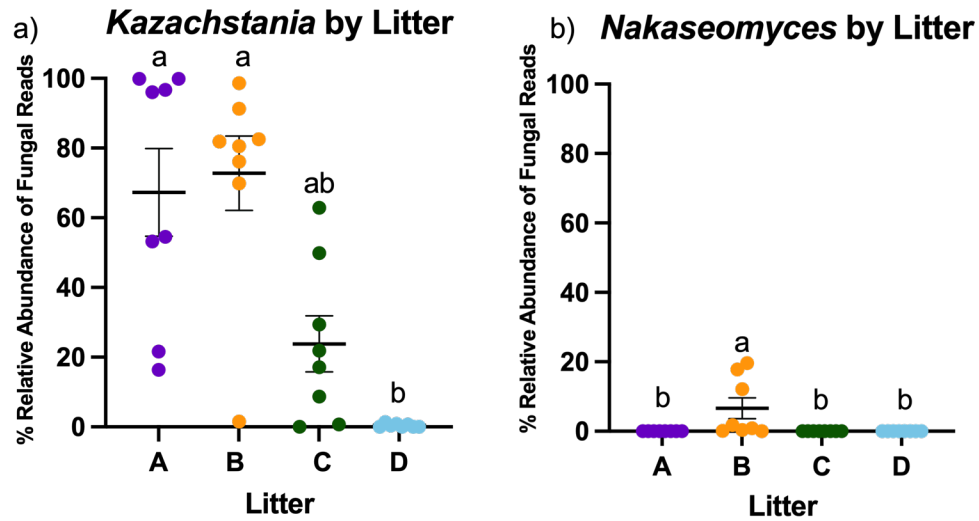 a)
Kazachstania by Litter
% Relative Abundance of Fungal Reads
100
80
60
40
20
0
a
a
ab
b
A B C D
Litter
b)
Nakaseomyces by Litter
% Relative Abundance of Fungal Reads
100
80
60
40
20
0
b
a
b
b
A B C D
Litter